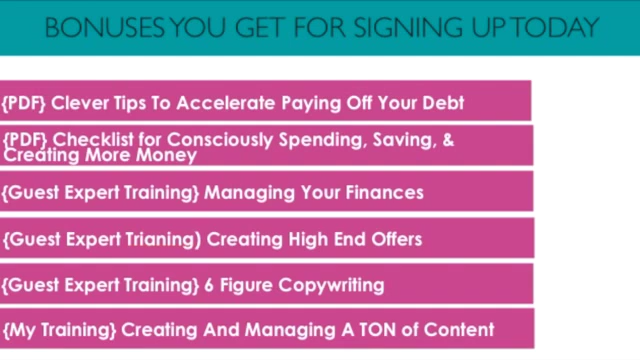 BONUSES YOU GET FOR SIGNING UP TODAY
{PDF} Clever Tips To Accelerate Paying Off Your Debt
{PDF} Checklist for Consciously Spending, Saving, &
Creating More Money
{Guest Expert Training} Managing Your Finances
{Guest Expert Trianing) Creating High End Offers
{Guest Expert Training} 6 Figure Copywriting
{My Training} Creating And Managing A TON of Content